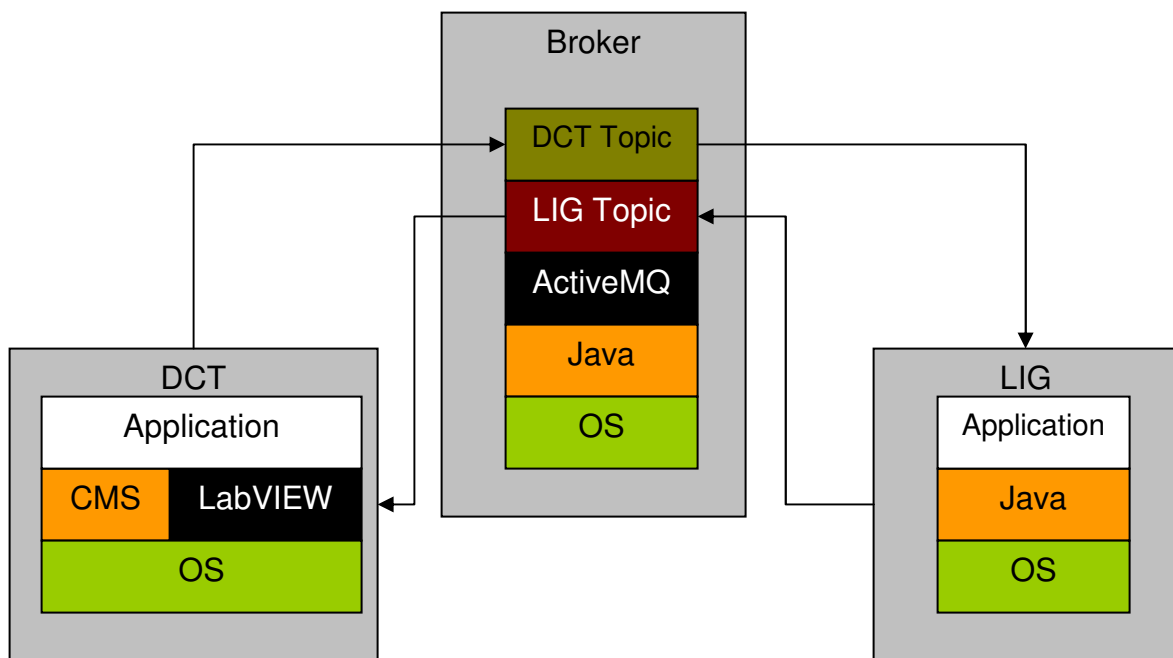 Broker
DCT Topic
LIG Topic
ActiveMQ
Java
OS
DCT
Application
CMS LabVIEW
OS
LIG
Application
Java
OS